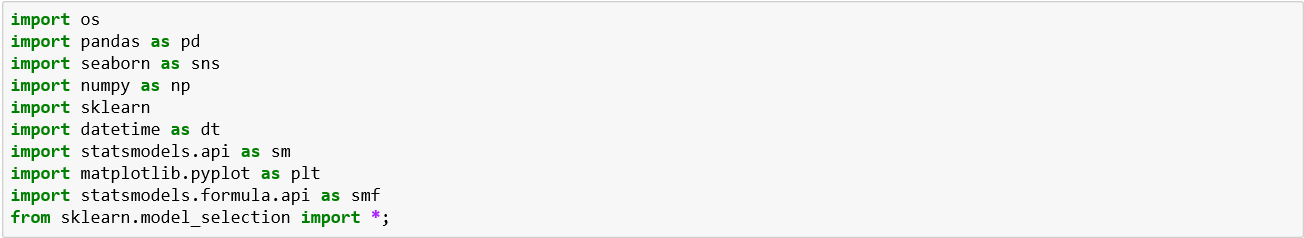 import os
import pandas as pd
import seaborn as sns
import numpy as np
import sklearn
import datetime as dt
import statsmodels.api as sm
import matplotlib.pyplot as plt
import statsmodels.formula.api as smf
from sklearn.model_selection import *;